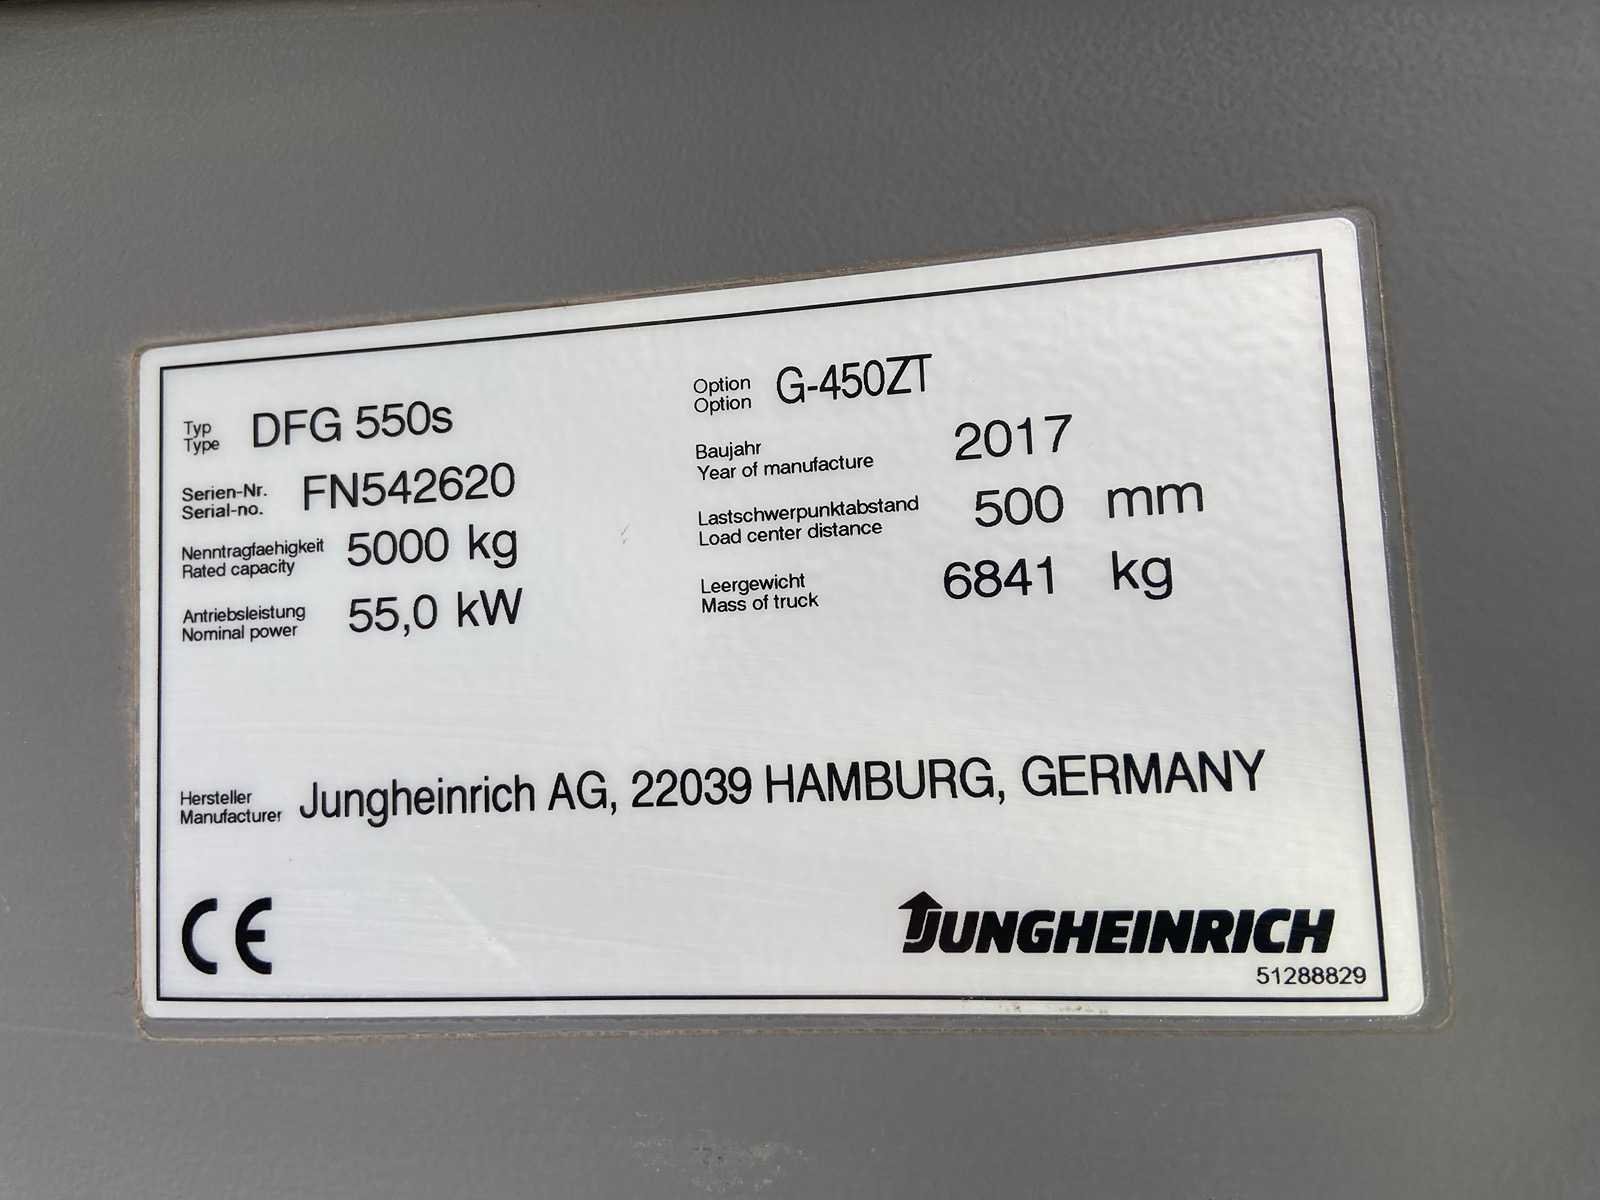 Typ
Type
DFG 550s
Option
Option
G-450ZT
Serien-Nr.
Serial-no.
FN542620
Baujahr
Year of manufacture
2017
Nenntragfaehigkeit
Rated capacity
5000 kg
Lastschwerpunktabstand
Load center distance
500 mm
Antriebsleistung
Nominal power
55,0 kW
Leergewicht
Mass of truck
6841 kg
Hersteller
Manufacturer
Jungheinrich AG, 22039 HAMBURG, GERMANY
CE
JUNGHEINRICH
51288829